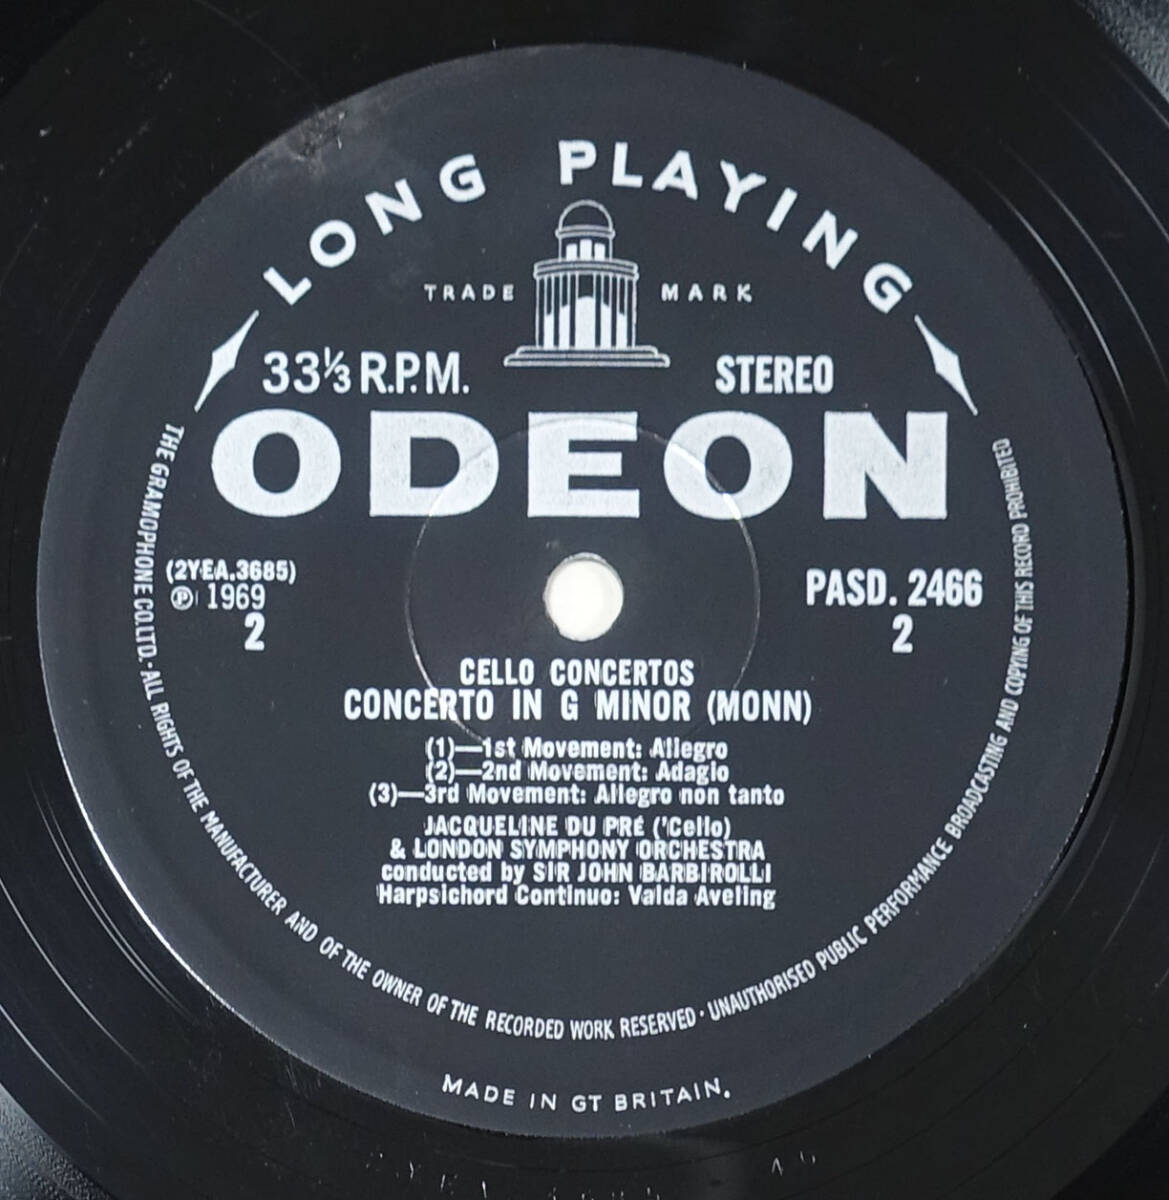 LONG PLAYING
TRADE MARK
33⅓ R.P.M. STEREO
ODEON
(2YEA.3685)
℗ 1969
2
PASD. 2466
2
CELLO CONCERTOS
CONCERTO IN G MINOR (MONN)
(1)—1st Movement: Allegro
(2)—2nd Movement: Adagio
(3)—3rd Movement: Allegro non tanto
JACQUELINE DU PRÉ ('Cello)
& LONDON SYMPHONY ORCHESTRA
conducted by SIR JOHN BARBIROLLI
Harpsichord Continuo: Valda Aveling
THE GRAMOPHONE CO. LTD. · ALL RIGHTS OF THE MANUFACTURER AND OF THE OWNER OF THE RECORDED WORK RESERVED · UNAUTHORISED PUBLIC PERFORMANCE BROADCASTING AND COPYING OF THIS RECORD PROHIBITED
MADE IN GT BRITAIN.